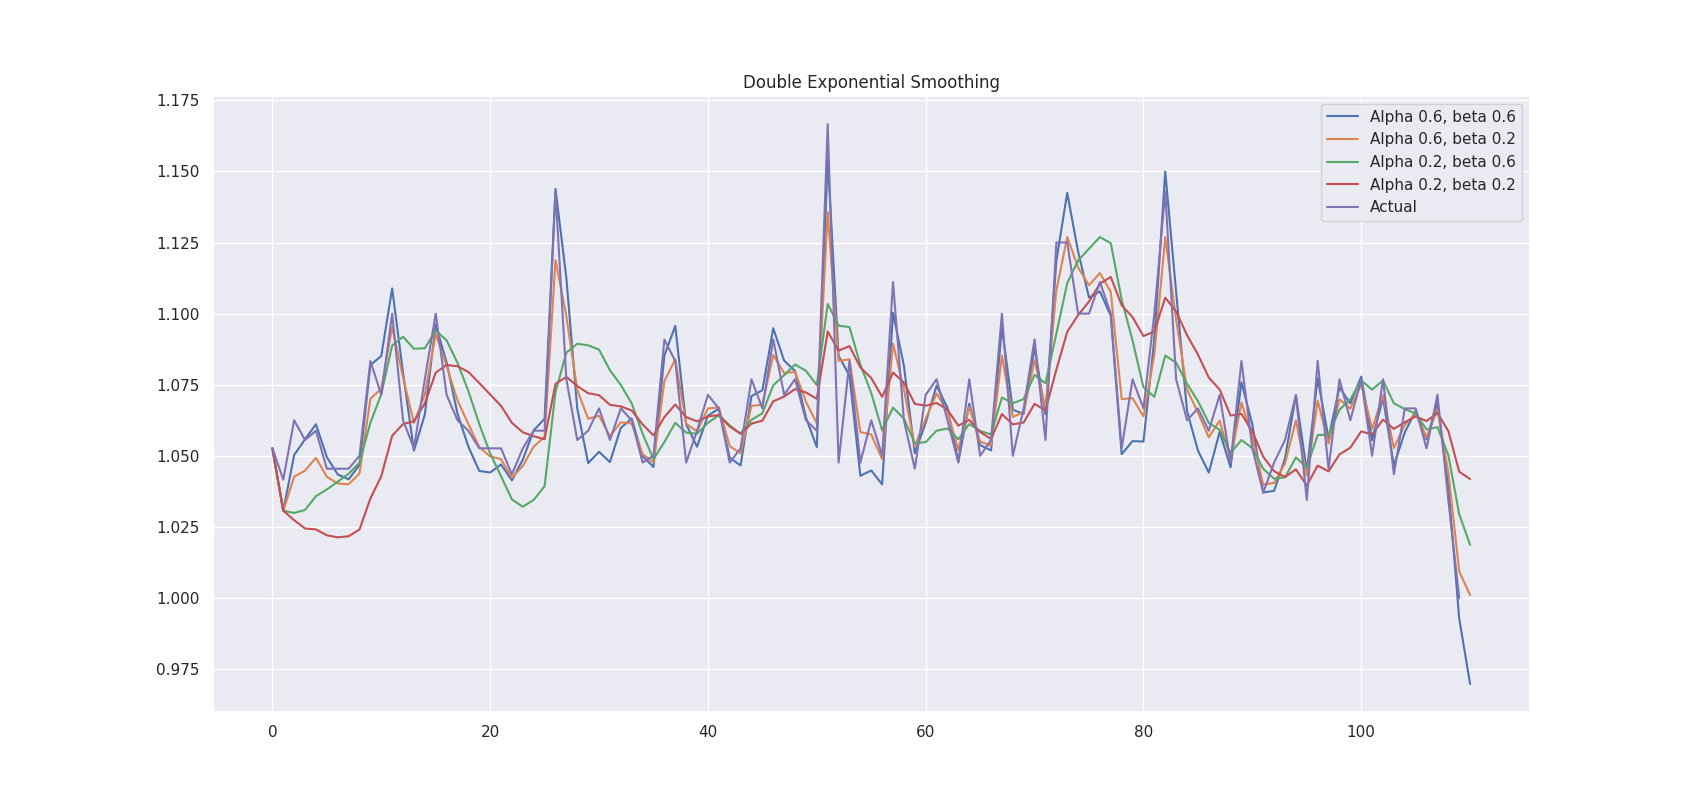 Double Exponential Smoothing
1.175
1.150
1.125
1.100
1.075
1.050
1.025
1.000
0.975
Alpha 0.6, beta 0.6
Alpha 0.6, beta 0.2
Alpha 0.2, beta 0.6
Alpha 0.2, beta 0.2
Actual
0 20 40 60 80 100